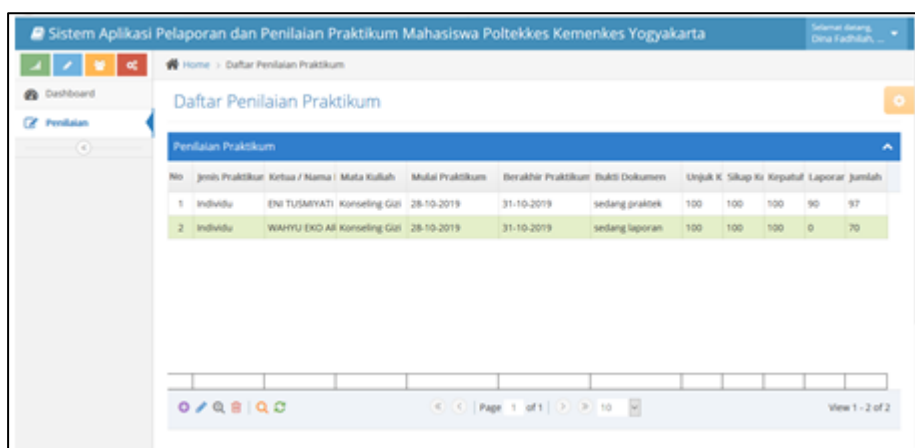 Sistem Aplikasi Pelaporan dan Penilaian Praktikum Mahasiswa Poltekkes Kemenkes Yogyakarta
Selamat datang,
Dina Fadhilah, ...
Home > Daftar Penilaian Praktikum
Dashboard
Penilaian
Daftar Penilaian Praktikum
Penilaian Praktikum
No Jenis Praktikur Ketua / Nama Mata Kuliah Mulai Praktikum Berakhir Praktikum Bukti Dokumen Unjuk K Sikap Ke Kepatuł Laporar Jumlah
1 Individu ENI TUSMIYATI Konseling Gizi 28-10-2019 31-10-2019 sedang praktek 100 100 100 90 97
2 Individu WAHYU EKO Konseling Gizi 28-10-2019 31-10-2019 sedang laporan 100 100 100 0 70
Page 1 of 1 10 View 1 - 2 of 2